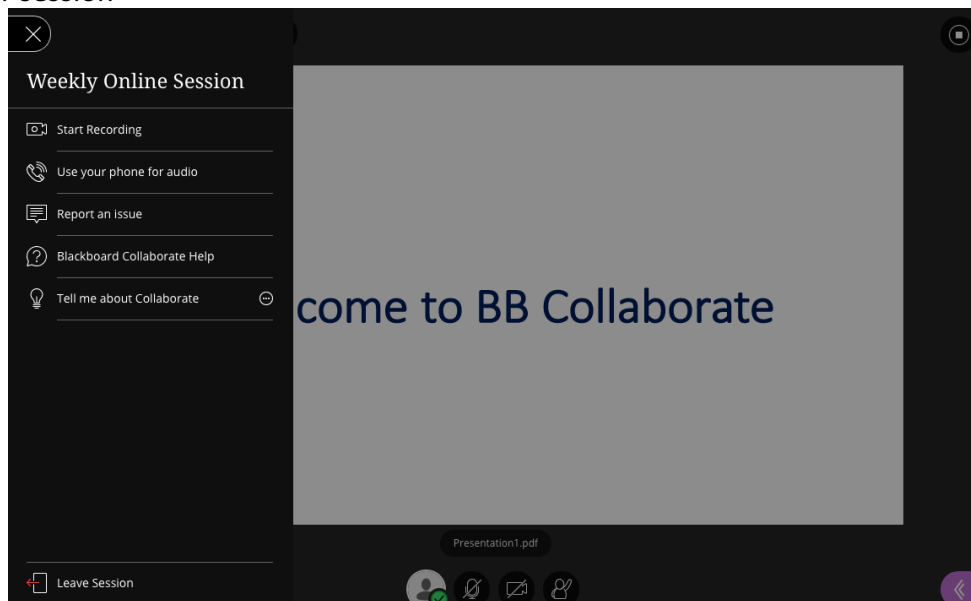 Weekly Online Session
Start Recording
Use your phone for audio
Report an issue
Blackboard Collaborate Help
Tell me about Collaborate
come to BB Collaborate
Presentation1.pdf
Leave Session